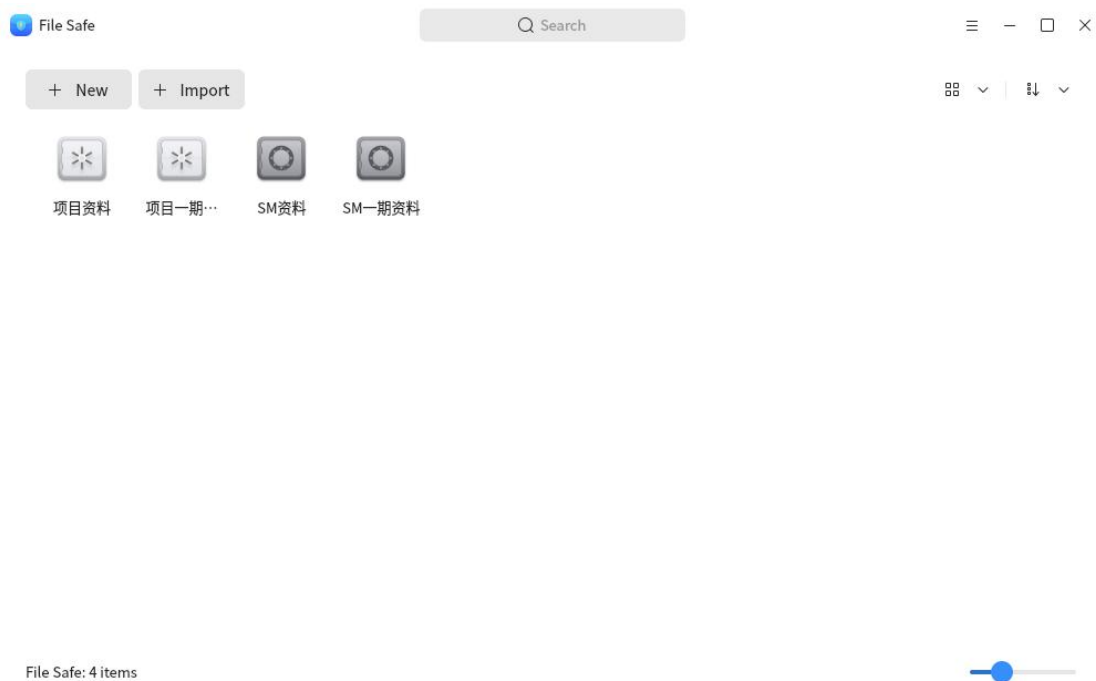 File Safe
Search
New
Import
项目资料
项目一期…
SM资料
SM一期资料
File Safe: 4 items